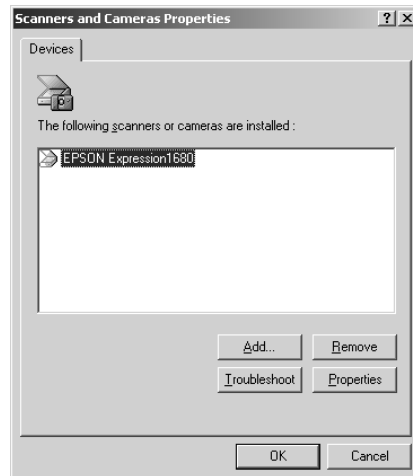 Scanners and Cameras Properties
Devices
The following scanners or cameras are installed :
EPSON Expression1680
Add... Remove
Troubleshoot Properties
OK Cancel